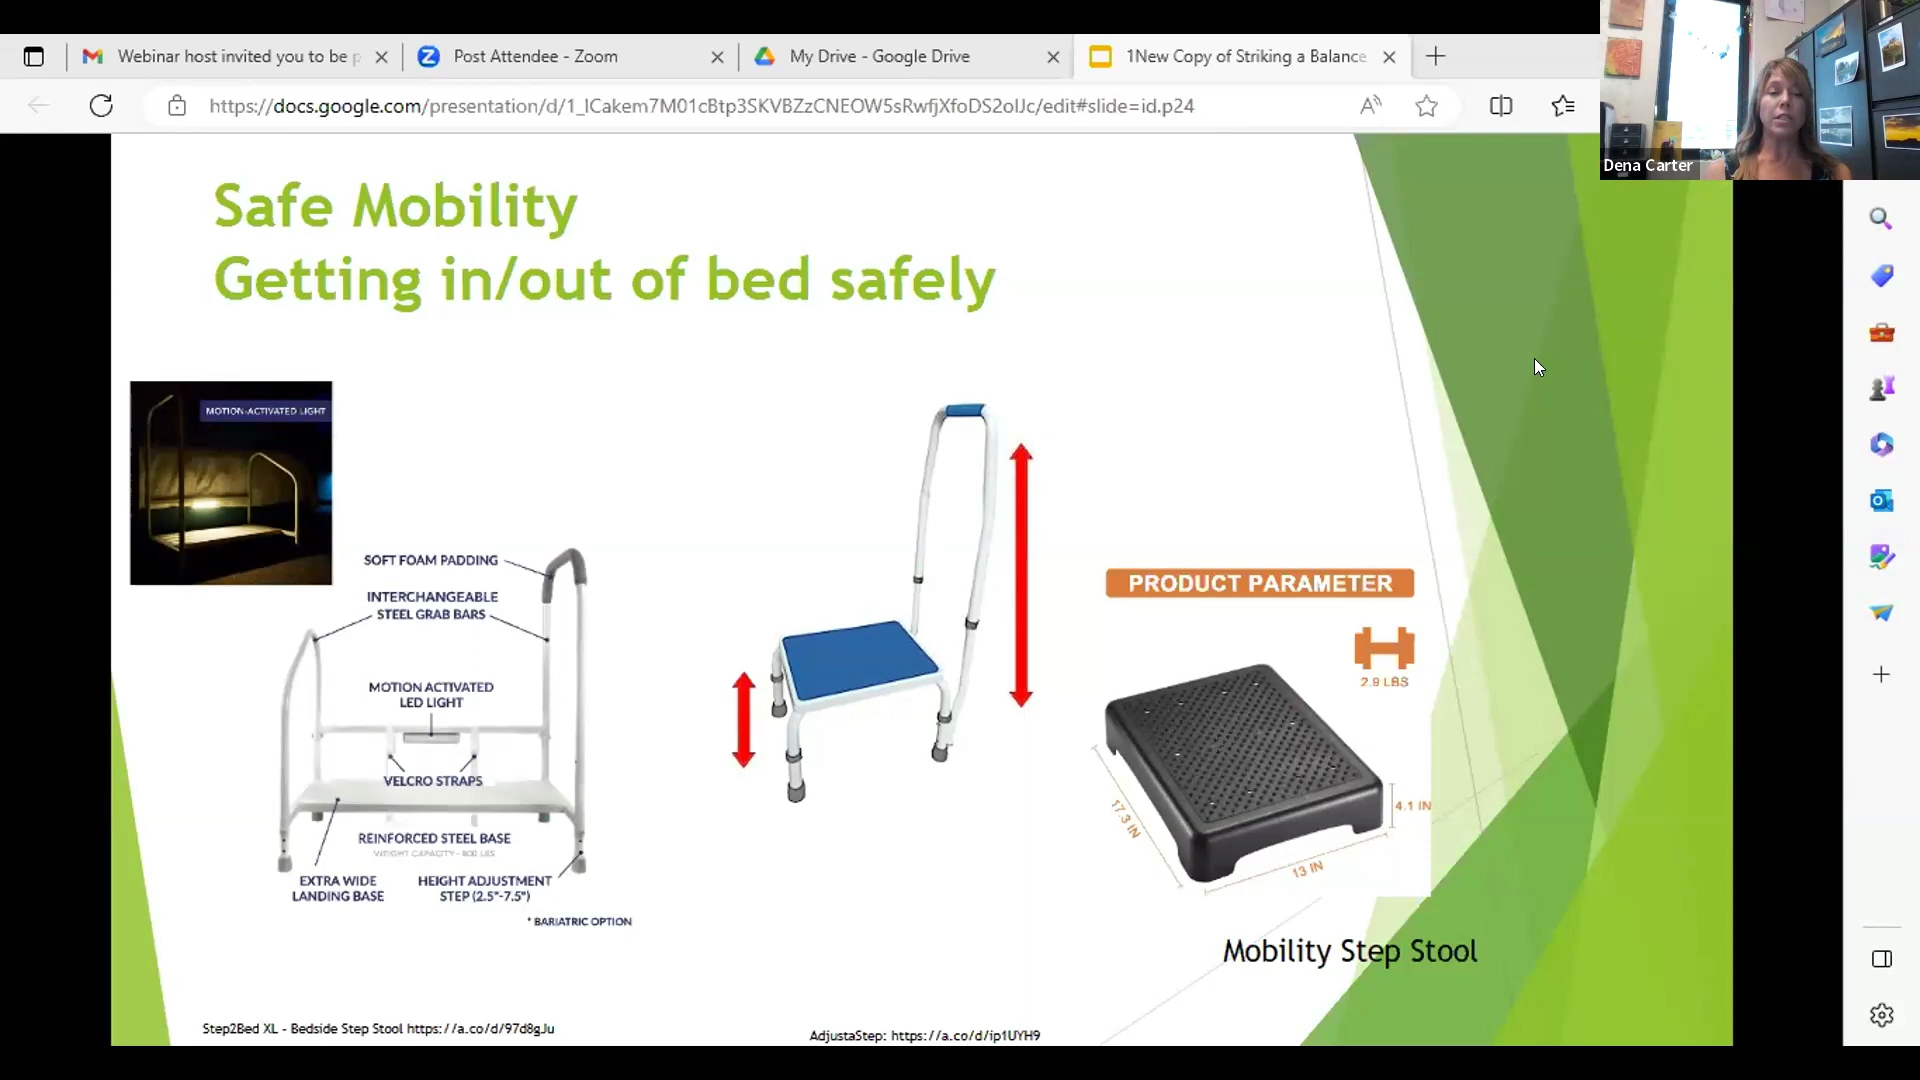 Webinar host invited you to be p
Post Attendee - Zoom
My Drive - Google Drive
1New Copy of Striking a Balance
https://docs.google.com/presentation/d/1_lCakem7M01cBtp3SKVBZzCNEOW5sRwfjXfoDS2olJc/edit#slide=id.p24
Dena Carter
Safe Mobility
Getting in/out of bed safely
MOTION-ACTIVATED LIGHT
SOFT FOAM PADDING
INTERCHANGEABLE
STEEL GRAB BARS
MOTION ACTIVATED
LED LIGHT
VELCRO STRAPS
REINFORCED STEEL BASE
WEIGHT CAPACITY - 800 LBS
EXTRA WIDE
LANDING BASE
HEIGHT ADJUSTMENT
STEP (2.5"-7.5")
* BARIATRIC OPTION
PRODUCT PARAMETER
2.9 LBS
17.3 IN
4.1 IN
13 IN
Mobility Step Stool
Step2Bed XL - Bedside Step Stool https://a.co/d/97d8gJu
AdjustaStep: https://a.co/d/ip1UYH9